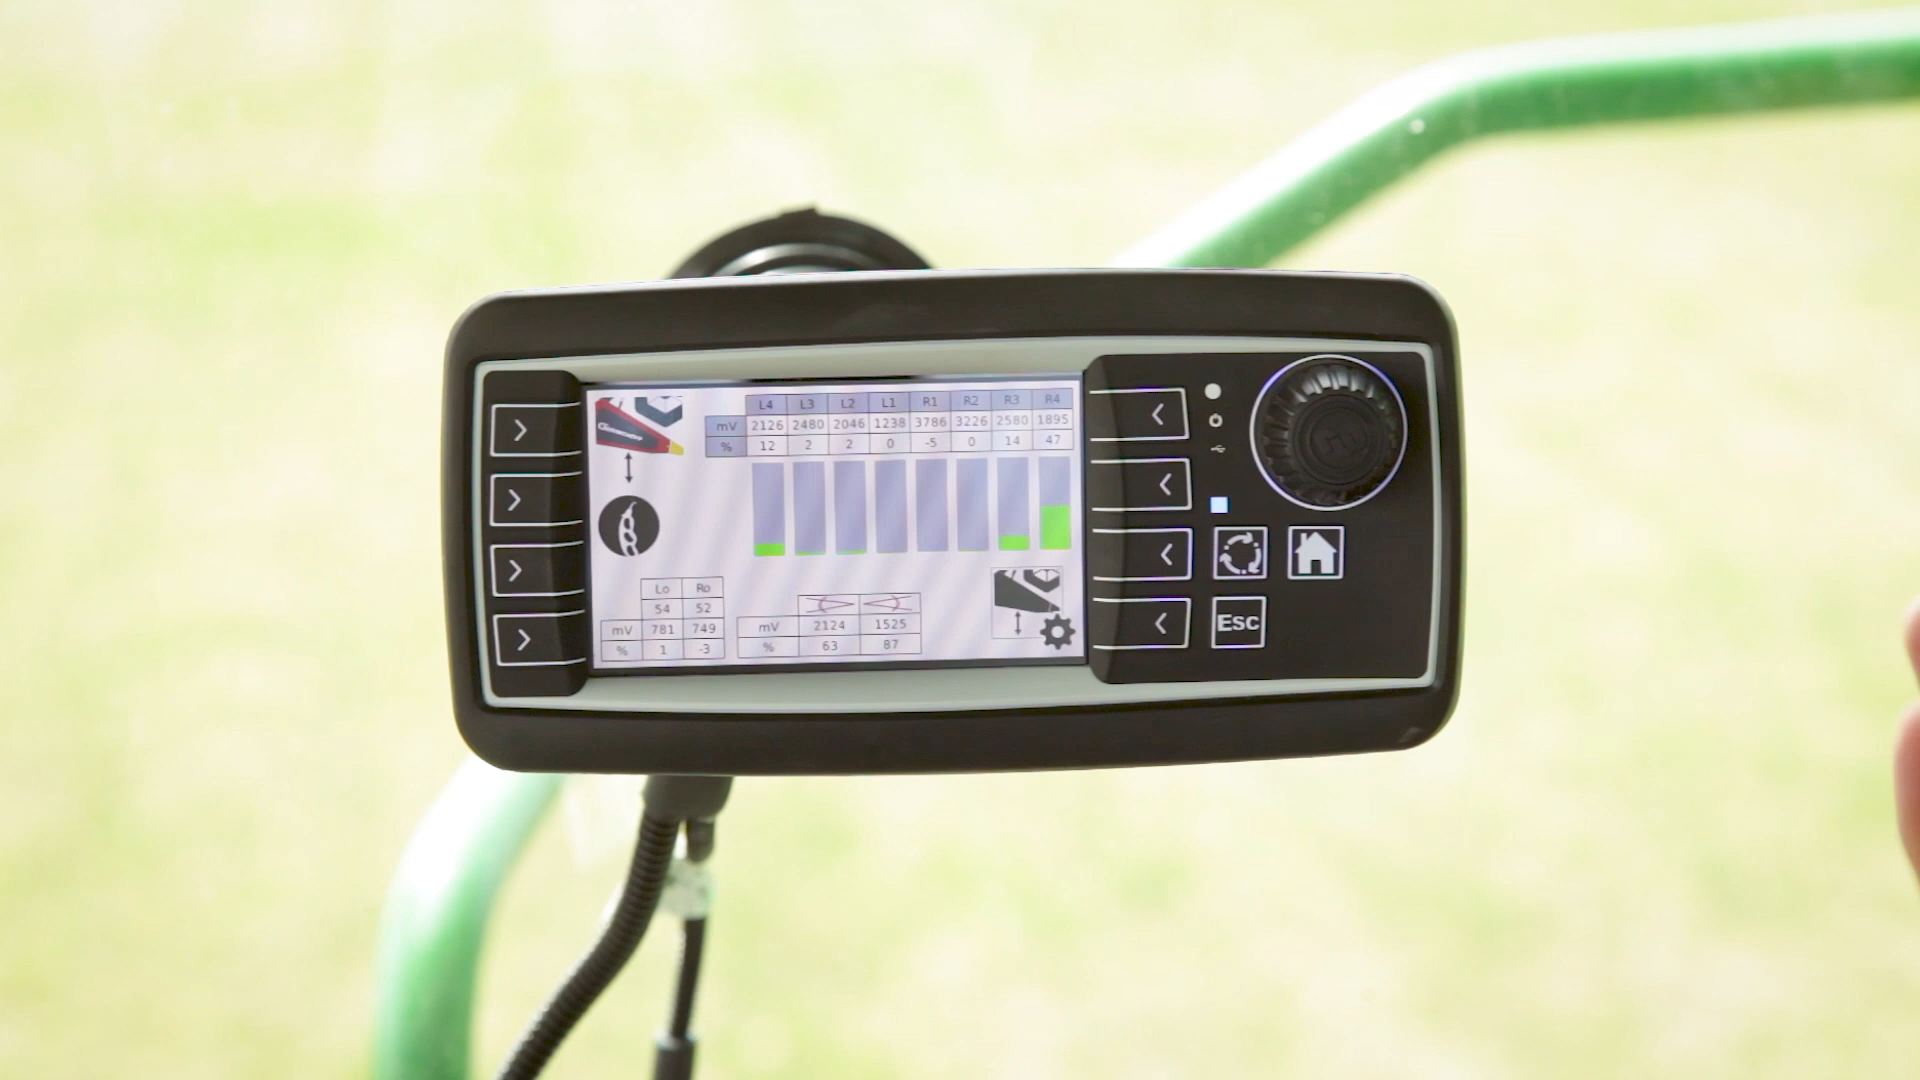 L4 L3 L2 L1 R1 R2 R3 R4
mV 2126 2480 2046 1238 3786 3226 2580 1895
% 12 2 2 0 -5 0 14 47
Lo Ro
54 52
mV 781 749
% 1 -3
mV 2124 1525
% 63 87
Esc